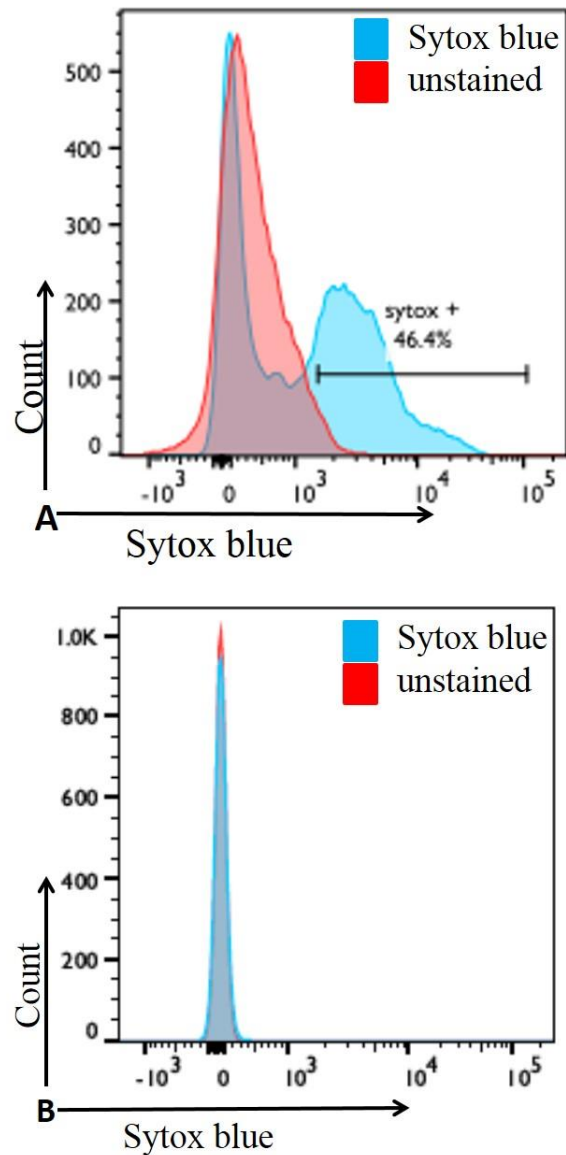 Sytox blue
unstained
500
400
300
200
100
0
sytox +
46.4%
-10³ 0 10³ 10⁴ 10⁵
Count
A
Sytox blue
Sytox blue
unstained
1.0K
800
600
400
200
0
-10³ 0 10³ 10⁴ 10⁵
Count
B
Sytox blue